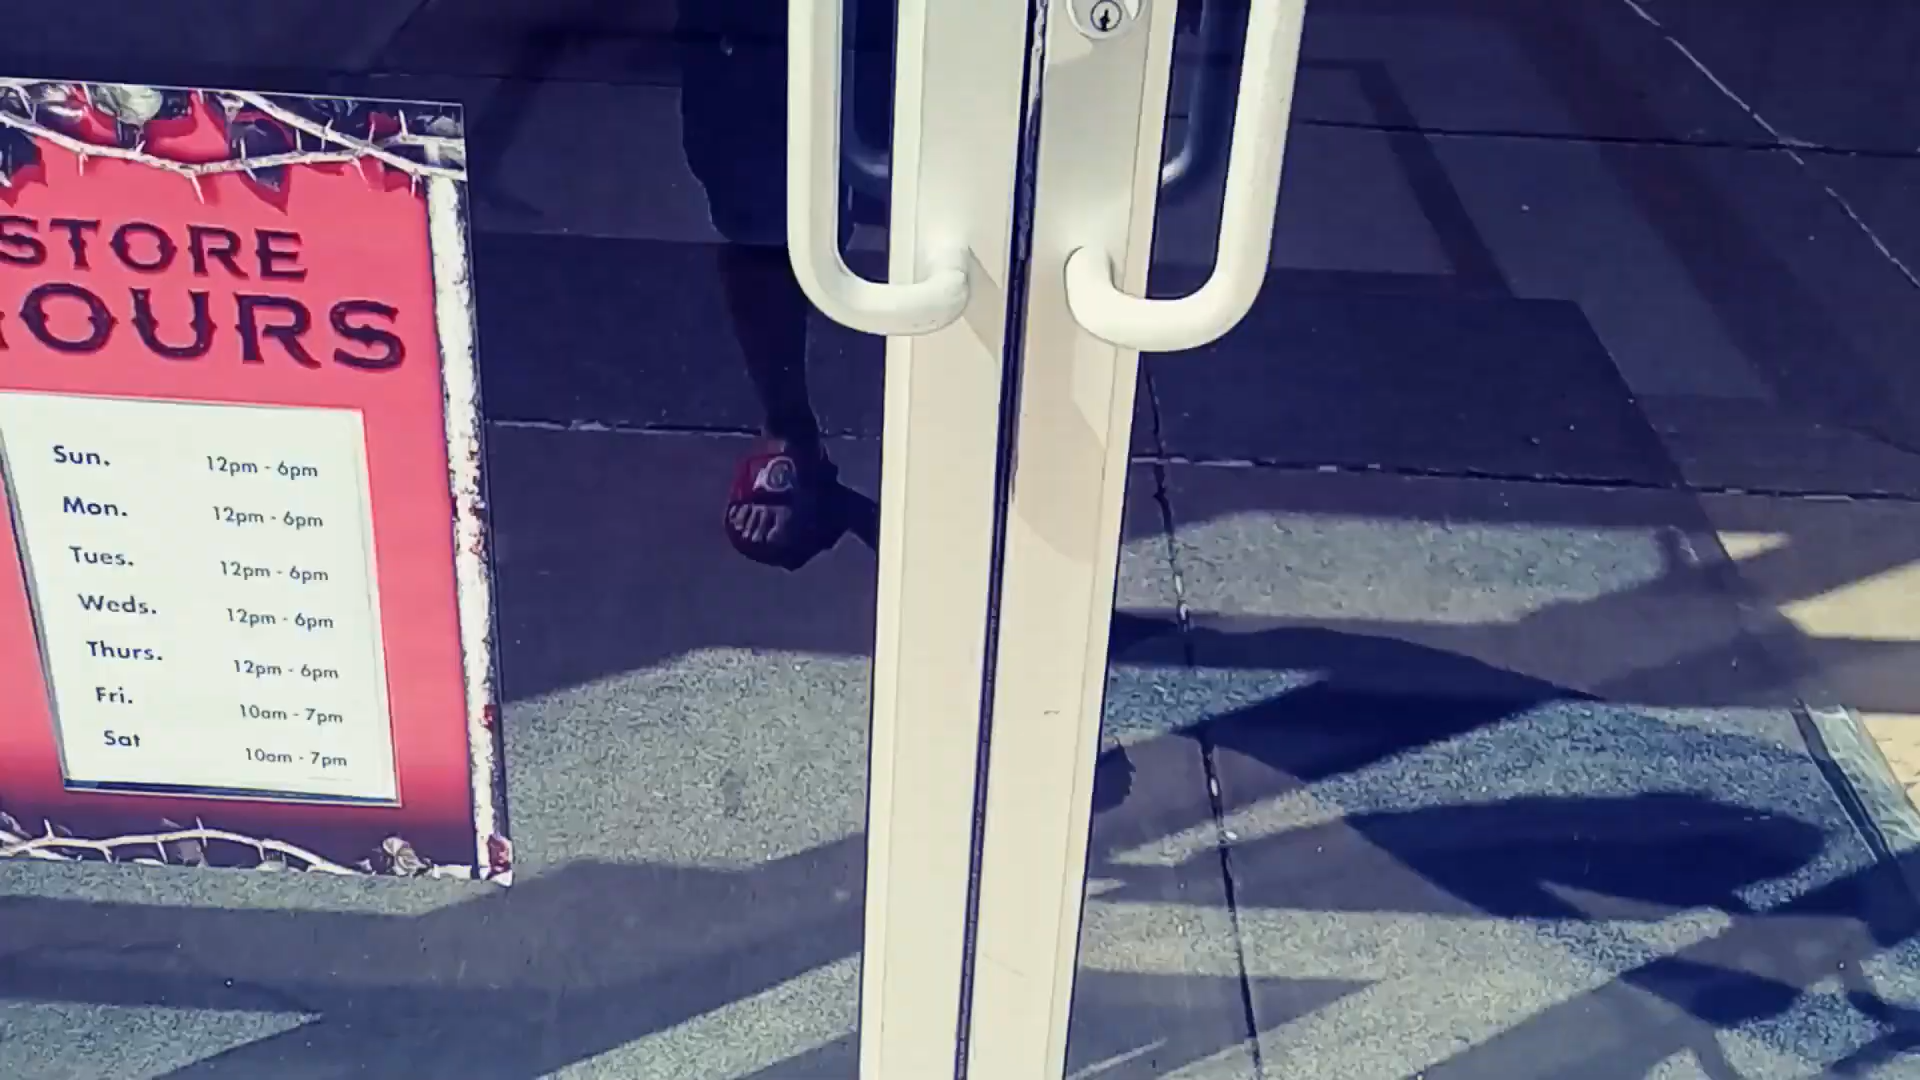 STORE
HOURS
Sun. 12pm - 6pm
Mon. 12pm - 6pm
Tues. 12pm - 6pm
Weds. 12pm - 6pm
Thurs. 12pm - 6pm
Fri. 10am - 7pm
Sat 10am - 7pm